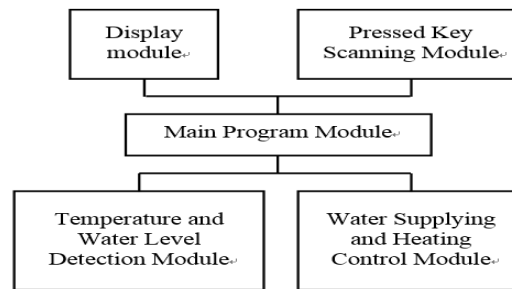 Display
module
Pressed Key
Scanning Module
Main Program Module
Temperature and
Water Level
Detection Module
Water Supplying
and Heating
Control Module